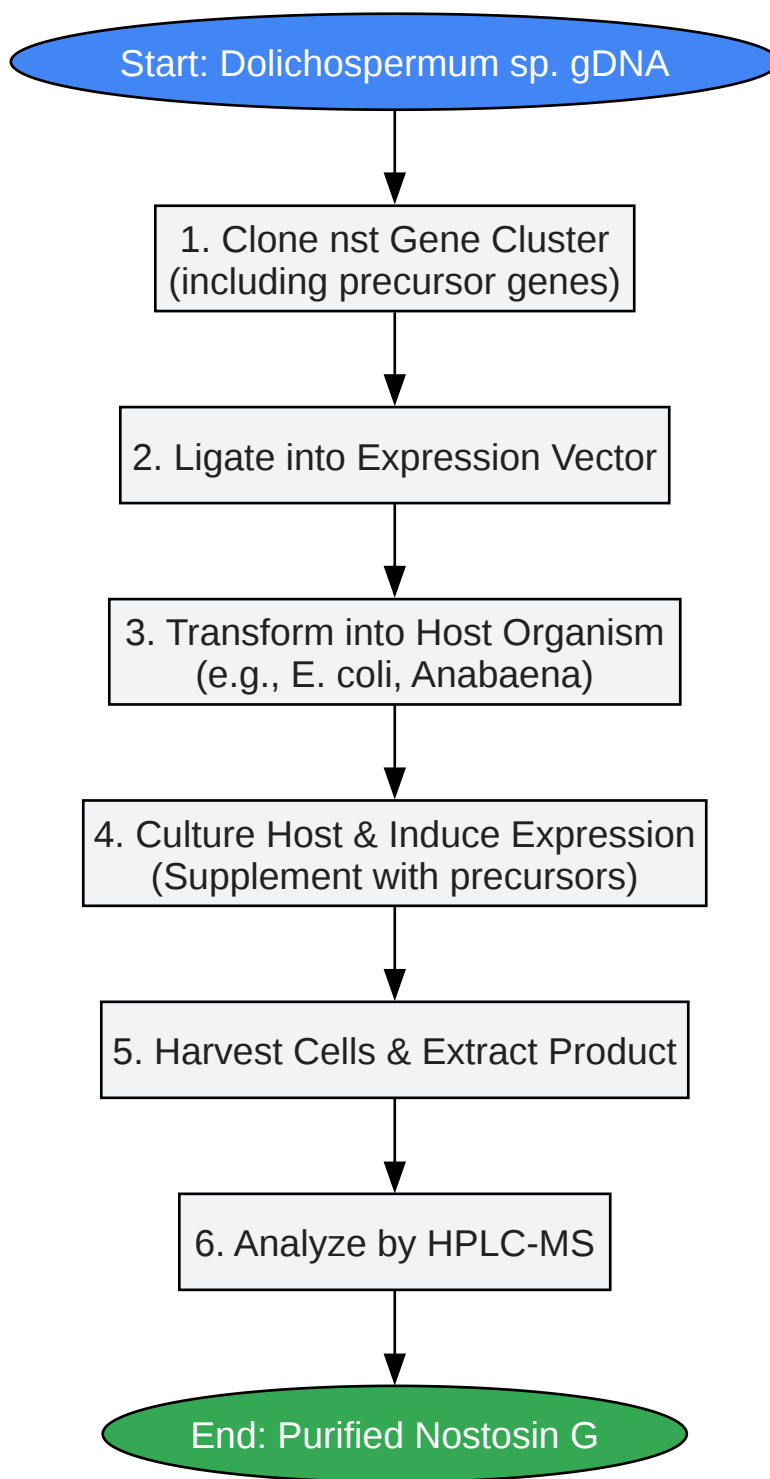 Start: Dolichospermum sp. gDNA
1. Clone nst Gene Cluster
(including precursor genes)
2. Ligate into Expression Vector
3. Transform into Host Organism
(e.g., E. coli, Anabaena)
4. Culture Host & Induce Expression
(Supplement with precursors)
5. Harvest Cells & Extract Product
6. Analyze by HPLC-MS
End: Purified Nostosin G